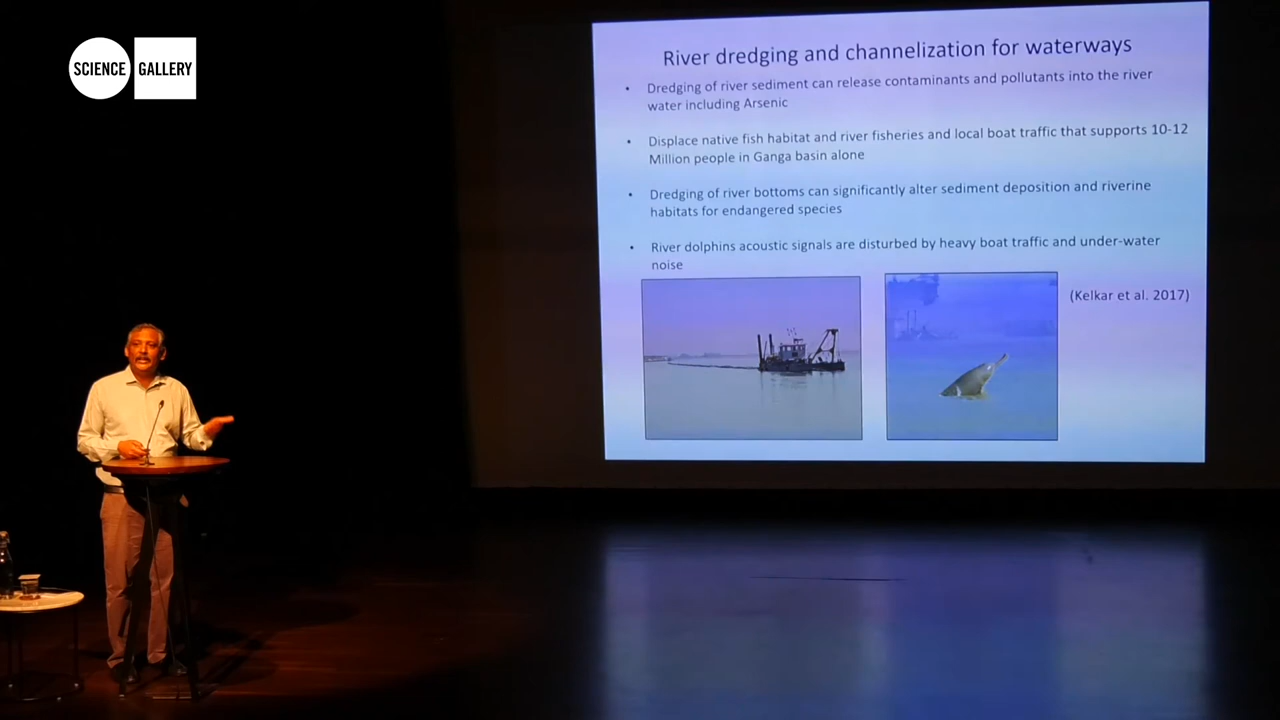 SCIENCE GALLERY
River dredging and channelization for waterways
• Dredging of river sediment can release contaminants and pollutants into the river
water including Arsenic
• Displace native fish habitat and river fisheries and local boat traffic that supports 10-12
Million people in Ganga basin alone
• Dredging of river bottoms can significantly alter sediment deposition and riverine
habitats for endangered species
• River dolphins acoustic signals are disturbed by heavy boat traffic and under-water
noise
(Kelkar et al. 2017)